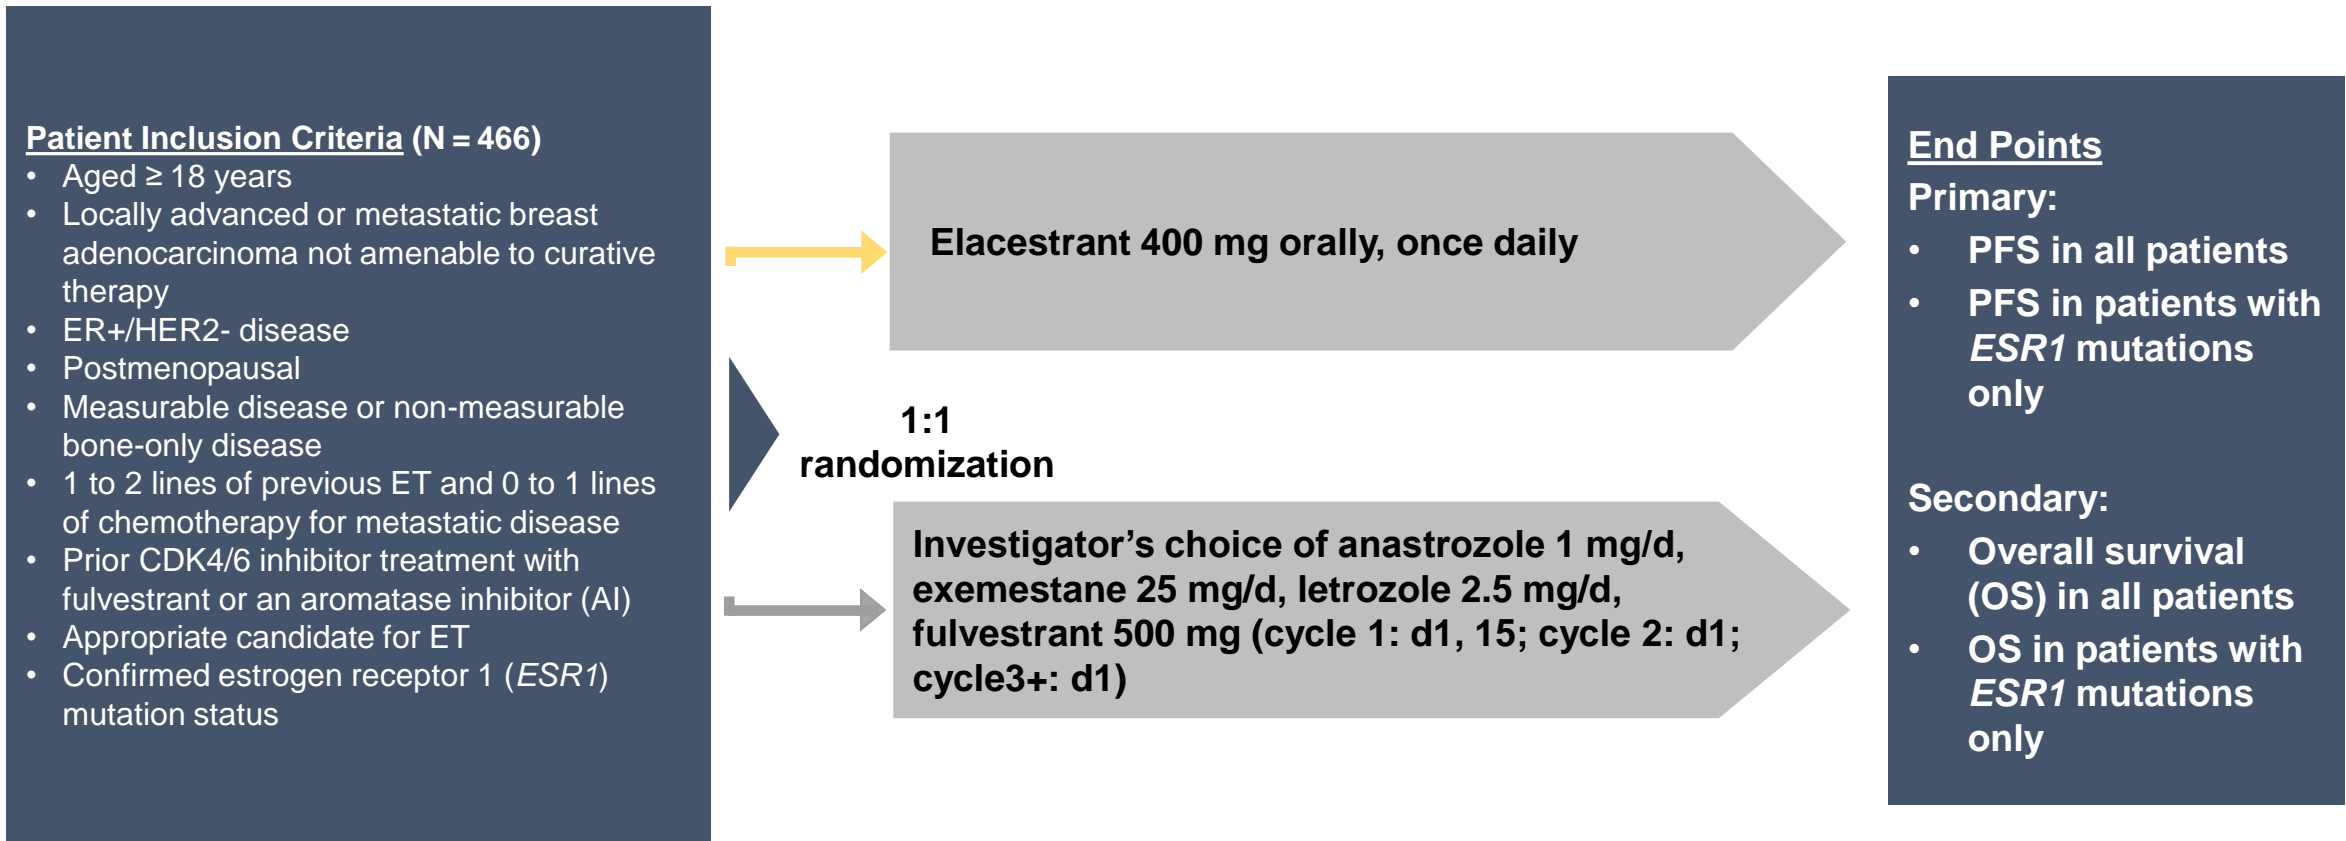 Patient Inclusion Criteria (N = 466)
• Aged ≥ 18 years
• Locally advanced or metastatic breast
adenocarcinoma not amenable to curative
therapy
• ER+/HER2- disease
• Postmenopausal
• Measurable disease or non-measurable
bone-only disease
• 1 to 2 lines of previous ET and 0 to 1 lines
of chemotherapy for metastatic disease
• Prior CDK4/6 inhibitor treatment with
fulvestrant or an aromatase inhibitor (AI)
• Appropriate candidate for ET
• Confirmed estrogen receptor 1 (ESR1)
mutation status
Elacestrant 400 mg orally, once daily
1:1
randomization
Investigator’s choice of anastrozole 1 mg/d,
exemestane 25 mg/d, letrozole 2.5 mg/d,
fulvestrant 500 mg (cycle 1: d1, 15; cycle 2: d1;
cycle3+: d1)
End Points
Primary:
• PFS in all patients
• PFS in patients with
ESR1 mutations
only
Secondary:
• Overall survival
(OS) in all patients
• OS in patients with
ESR1 mutations
only